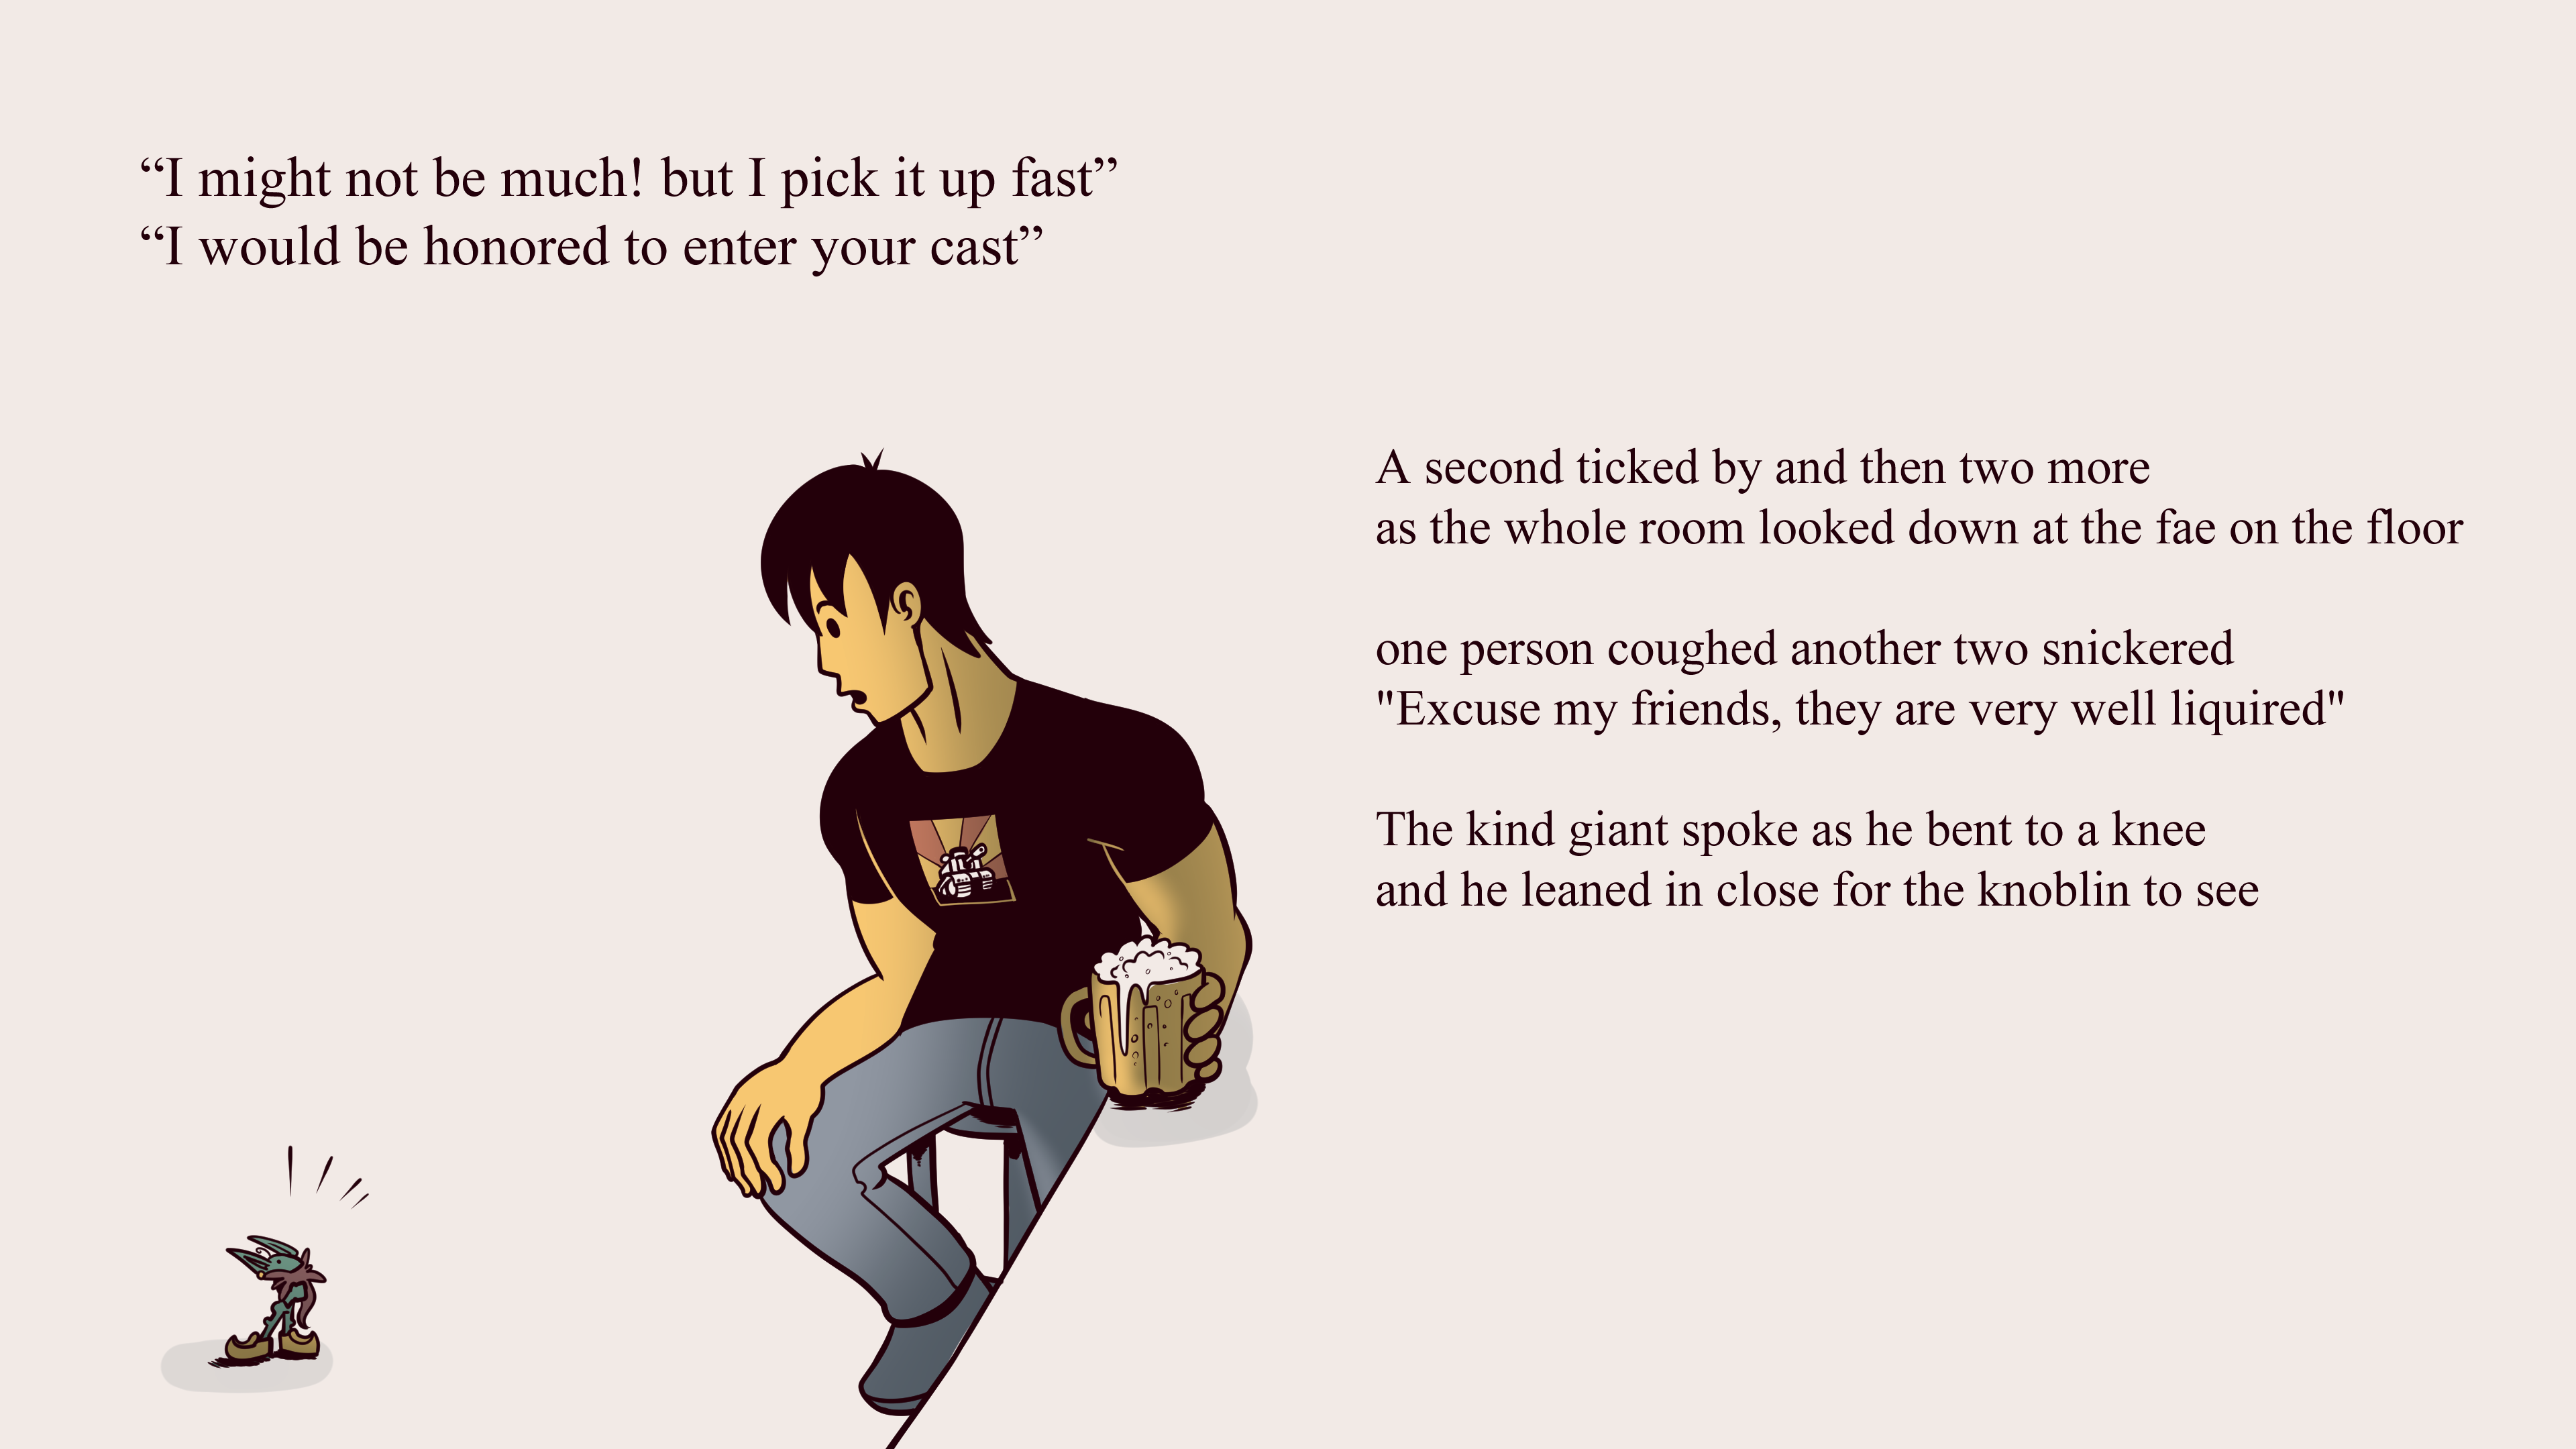 “I might not be much! but I pick it up fast”
“I would be honored to enter your cast”
A second ticked by and then two more
as the whole room looked down at the fae on the floor
one person coughed another two snickered
"Excuse my friends, they are very well liquired"
The kind giant spoke as he bent to a knee
and he leaned in close for the knoblin to see